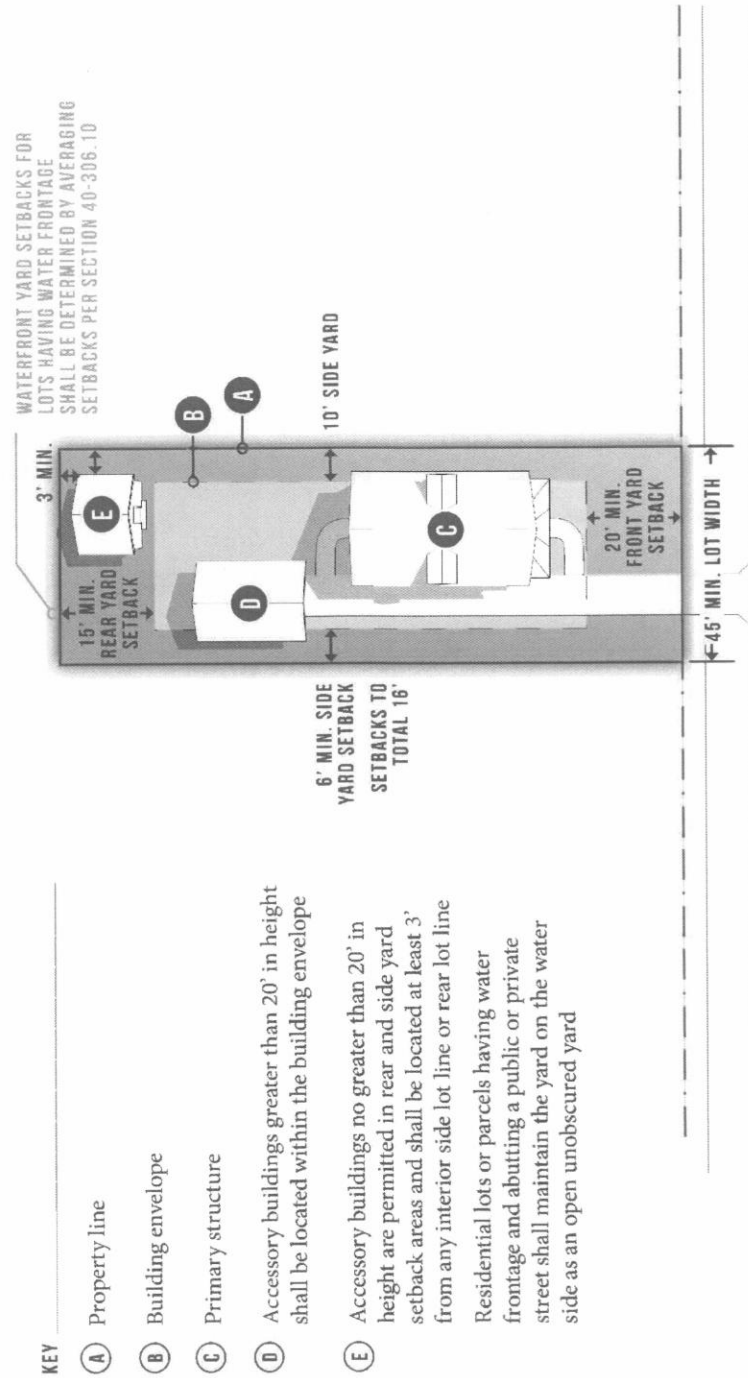 KEY
A Property line
B Building envelope
C Primary structure
D Accessory buildings greater than 20' in height
shall be located within the building envelope
E Accessory buildings no greater than 20' in
height are permitted in rear and side yard
setback areas and shall be located at least 3'
from any interior side lot line or rear lot line
Residential lots or parcels having water
frontage and abutting a public or private
street shall maintain the yard on the water
side as an open unobscured yard
WATERFRONT YARD SETBACKS FOR
LOTS HAVING WATER FRONTAGE
SHALL BE DETERMINED BY AVERAGING
SETBACKS PER SECTION 40-306.10
3' MIN.
E
15' MIN.
REAR YARD
SETBACK
B
A
D
10' SIDE YARD
6' MIN. SIDE
YARD SETBACK
SETBACKS TO
TOTAL 16'
C
20' MIN.
FRONT YARD
SETBACK
45' MIN. LOT WIDTH